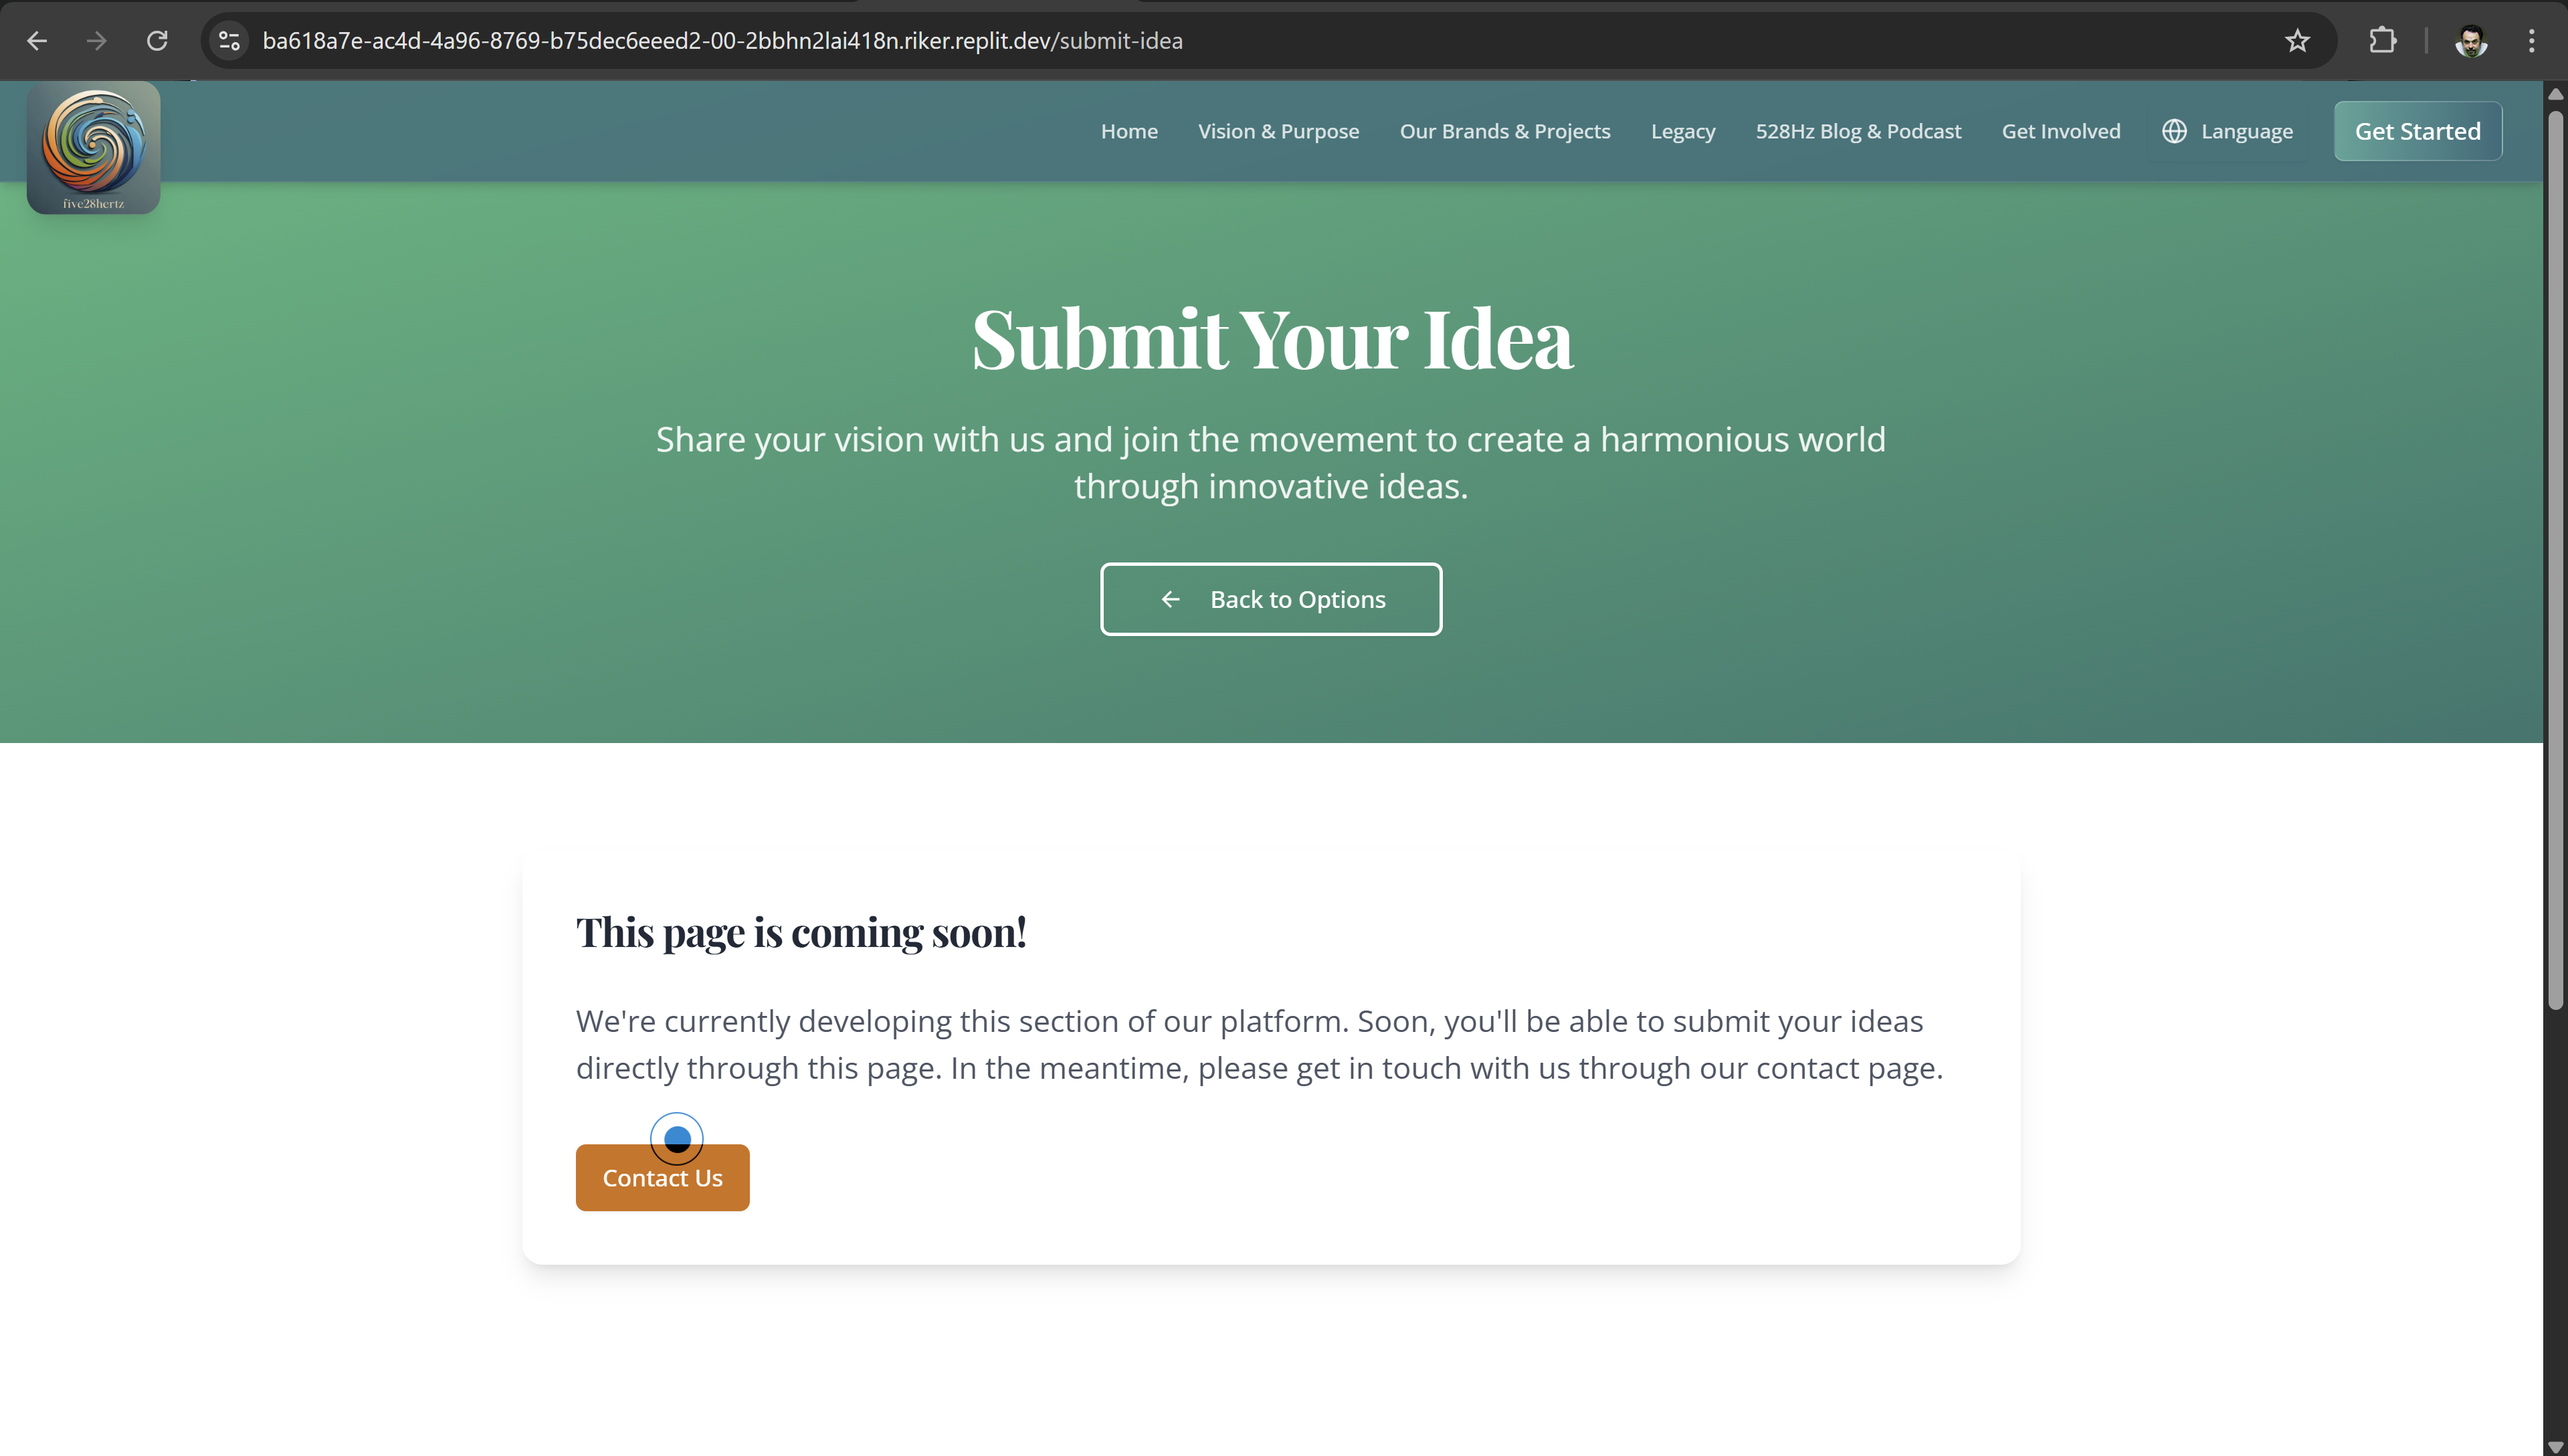 ba618a7e-ac4d-4a96-8769-b75dec6eeed2-00-2bbhn2lai418n.riker.replit.dev/submit-idea
five28hertz
Home Vision & Purpose Our Brands & Projects Legacy 528Hz Blog & Podcast Get Involved Language Get Started
Submit Your Idea
Share your vision with us and join the movement to create a harmonious world
through innovative ideas.
Back to Options
This page is coming soon!
We're currently developing this section of our platform. Soon, you'll be able to submit your ideas
directly through this page. In the meantime, please get in touch with us through our contact page.
Contact Us